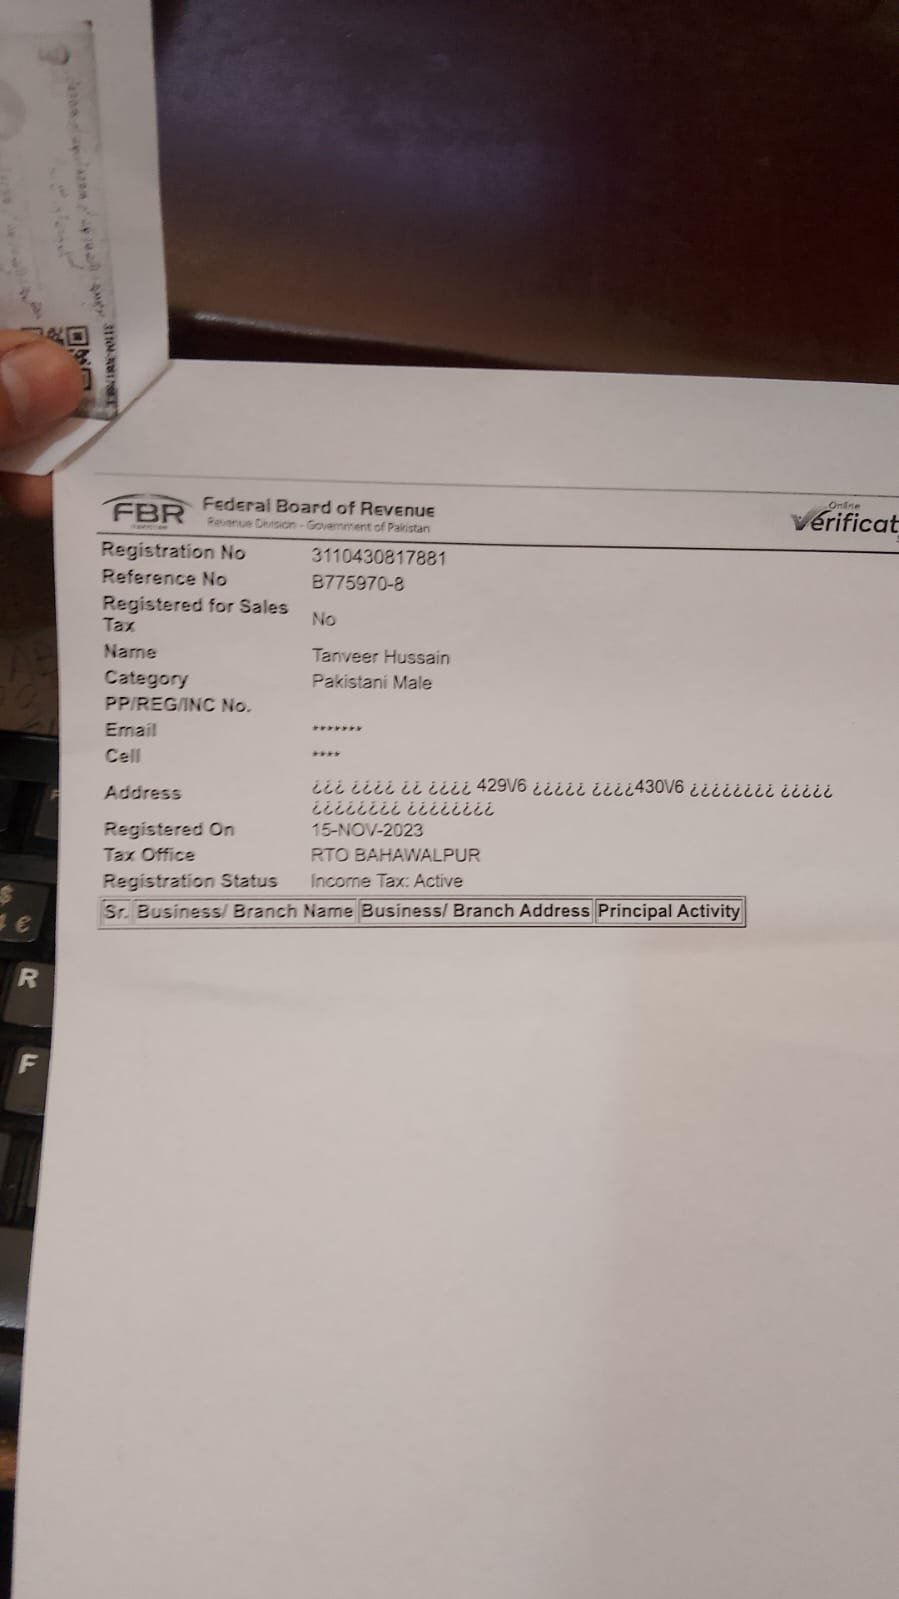 FBR
Federal Board of Revenue
Revenue Division - Government of Pakistan
Online
Verificat
Registration No 3110430817881
Reference No B775970-8
Registered for Sales Tax No
Name Tanveer Hussain
Category Pakistani Male
PP/REG/INC No.
Email *******
Cell ****
Address ¿¿¿ ¿¿¿¿ ¿¿ ¿¿¿¿ 429V6 ¿¿¿¿¿ ¿¿¿¿430V6 ¿¿¿¿¿¿¿¿ ¿¿¿¿¿
¿¿¿¿¿¿¿¿ ¿¿¿¿¿¿¿¿
Registered On 15-NOV-2023
Tax Office RTO BAHAWALPUR
Registration Status Income Tax: Active
Sr. Business/ Branch Name Business/ Branch Address Principal Activity
R
F